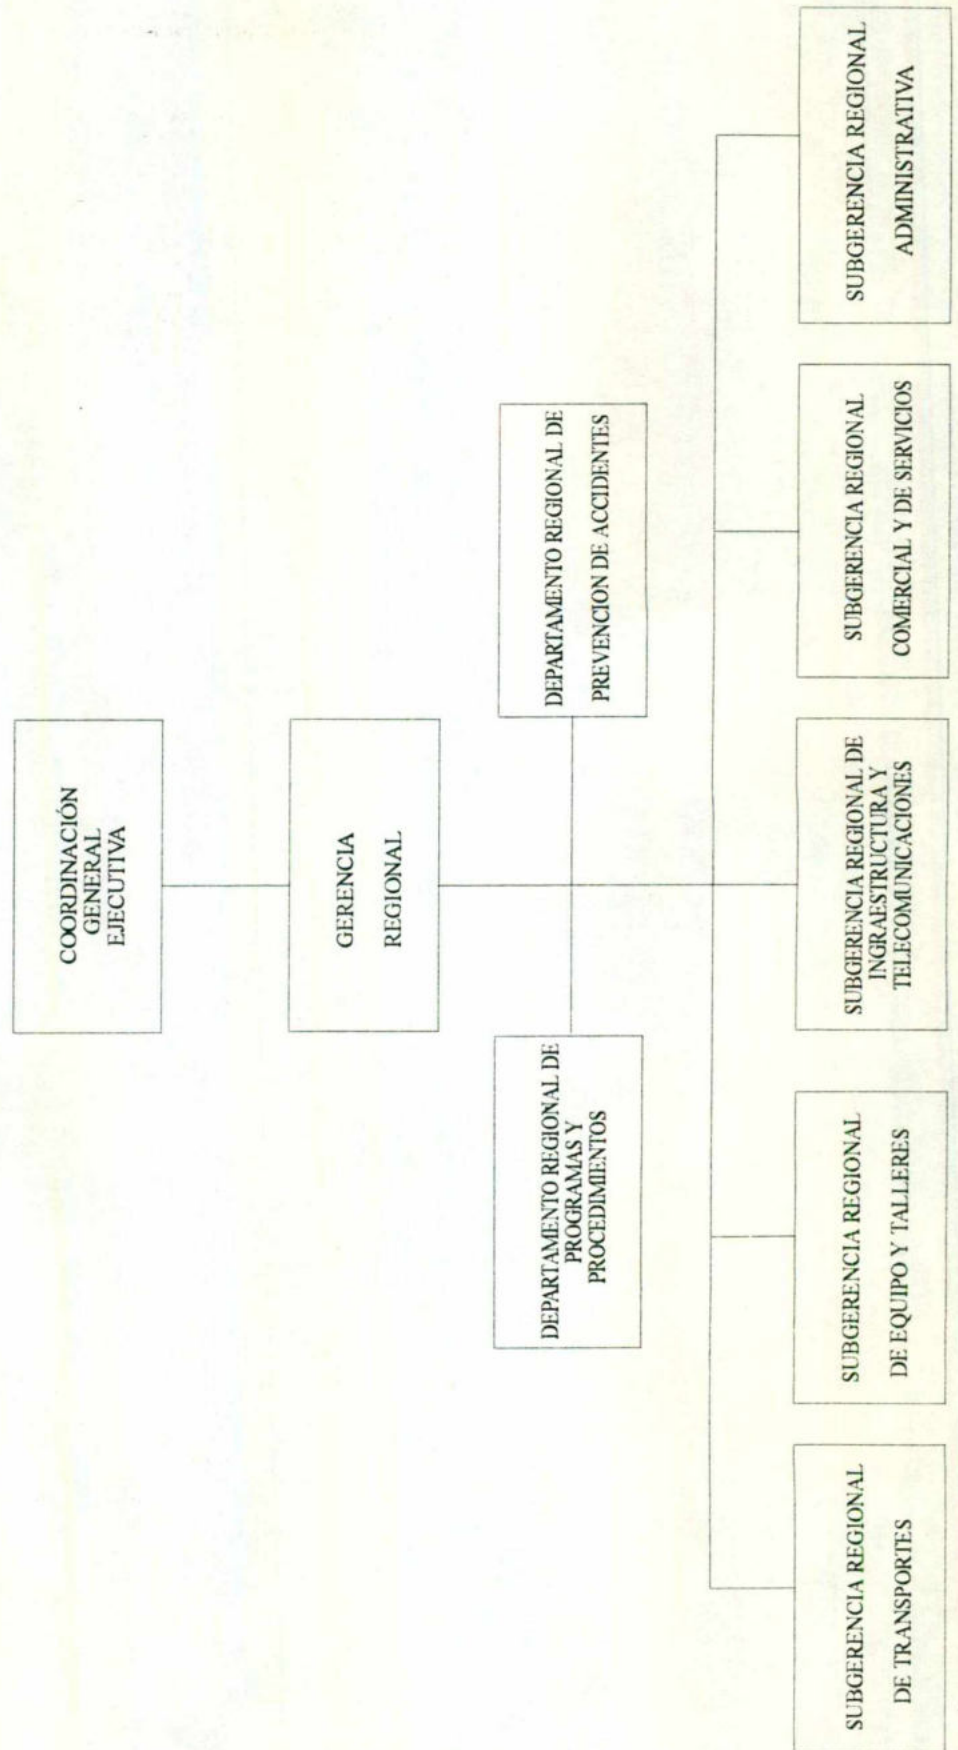 COORDINACIÓN
GENERAL
EJECUTIVA
GERENCIA
REGIONAL
DEPARTAMENTO REGIONAL DE
PROGRAMAS Y
PROCEDIMIENTOS
DEPARTAMENTO REGIONAL DE
PREVENCION DE ACCIDENTES
SUBGERENCIA REGIONAL
DE TRANSPORTES
SUBGERENCIA REGIONAL
DE EQUIPO Y TALLERES
SUBGERENCIA REGIONAL DE
INGRAESTRUCTURA Y
TELECOMUNICACIONES
SUBGERENCIA REGIONAL
COMERCIAL Y DE SERVICIOS
SUBGERENCIA REGIONAL
ADMINISTRATIVA